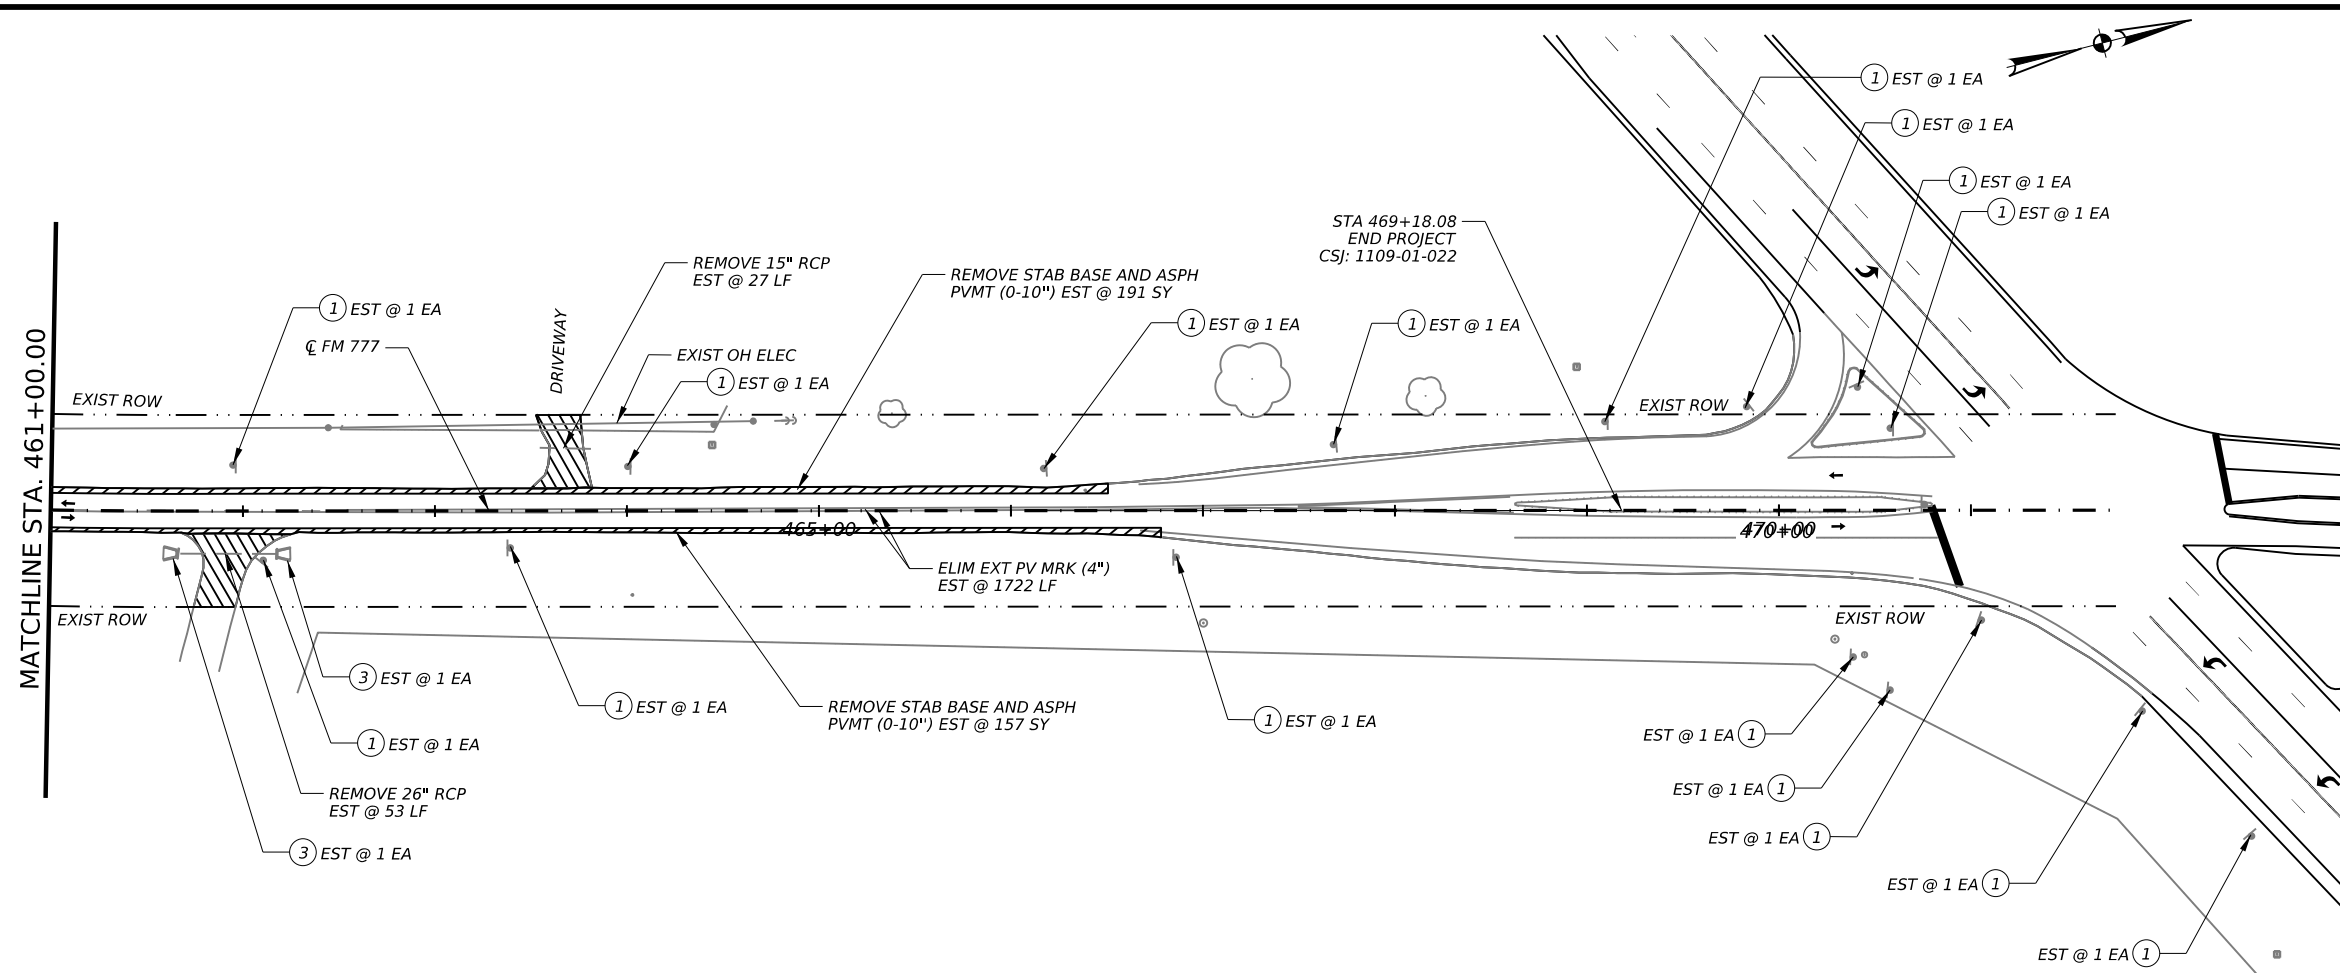 1 EST @ 1 EA
1 EST @ 1 EA
1 EST @ 1 EA
1 EST @ 1 EA
STA 469+18.08
END PROJECT
CSJ: 1109-01-022
REMOVE 15" RCP
EST @ 27 LF
REMOVE STAB BASE AND ASPH
PVMT (0-10") EST @ 191 SY
1 EST @ 1 EA
℄ FM 777
DRIVEWAY
EXIST OH ELEC
1 EST @ 1 EA
1 EST @ 1 EA
1 EST @ 1 EA
MATCHLINE STA. 461+00.00
EXIST ROW
EXIST ROW
465+00
470+00
ELIM EXT PV MRK (4")
EST @ 1722 LF
EXIST ROW
EXIST ROW
3 EST @ 1 EA
1 EST @ 1 EA
REMOVE STAB BASE AND ASPH
PVMT (0-10") EST @ 157 SY
1 EST @ 1 EA
1 EST @ 1 EA
REMOVE 26" RCP
EST @ 53 LF
3 EST @ 1 EA
EST @ 1 EA 1
EST @ 1 EA 1
EST @ 1 EA 1
EST @ 1 EA 1
EST @ 1 EA 1